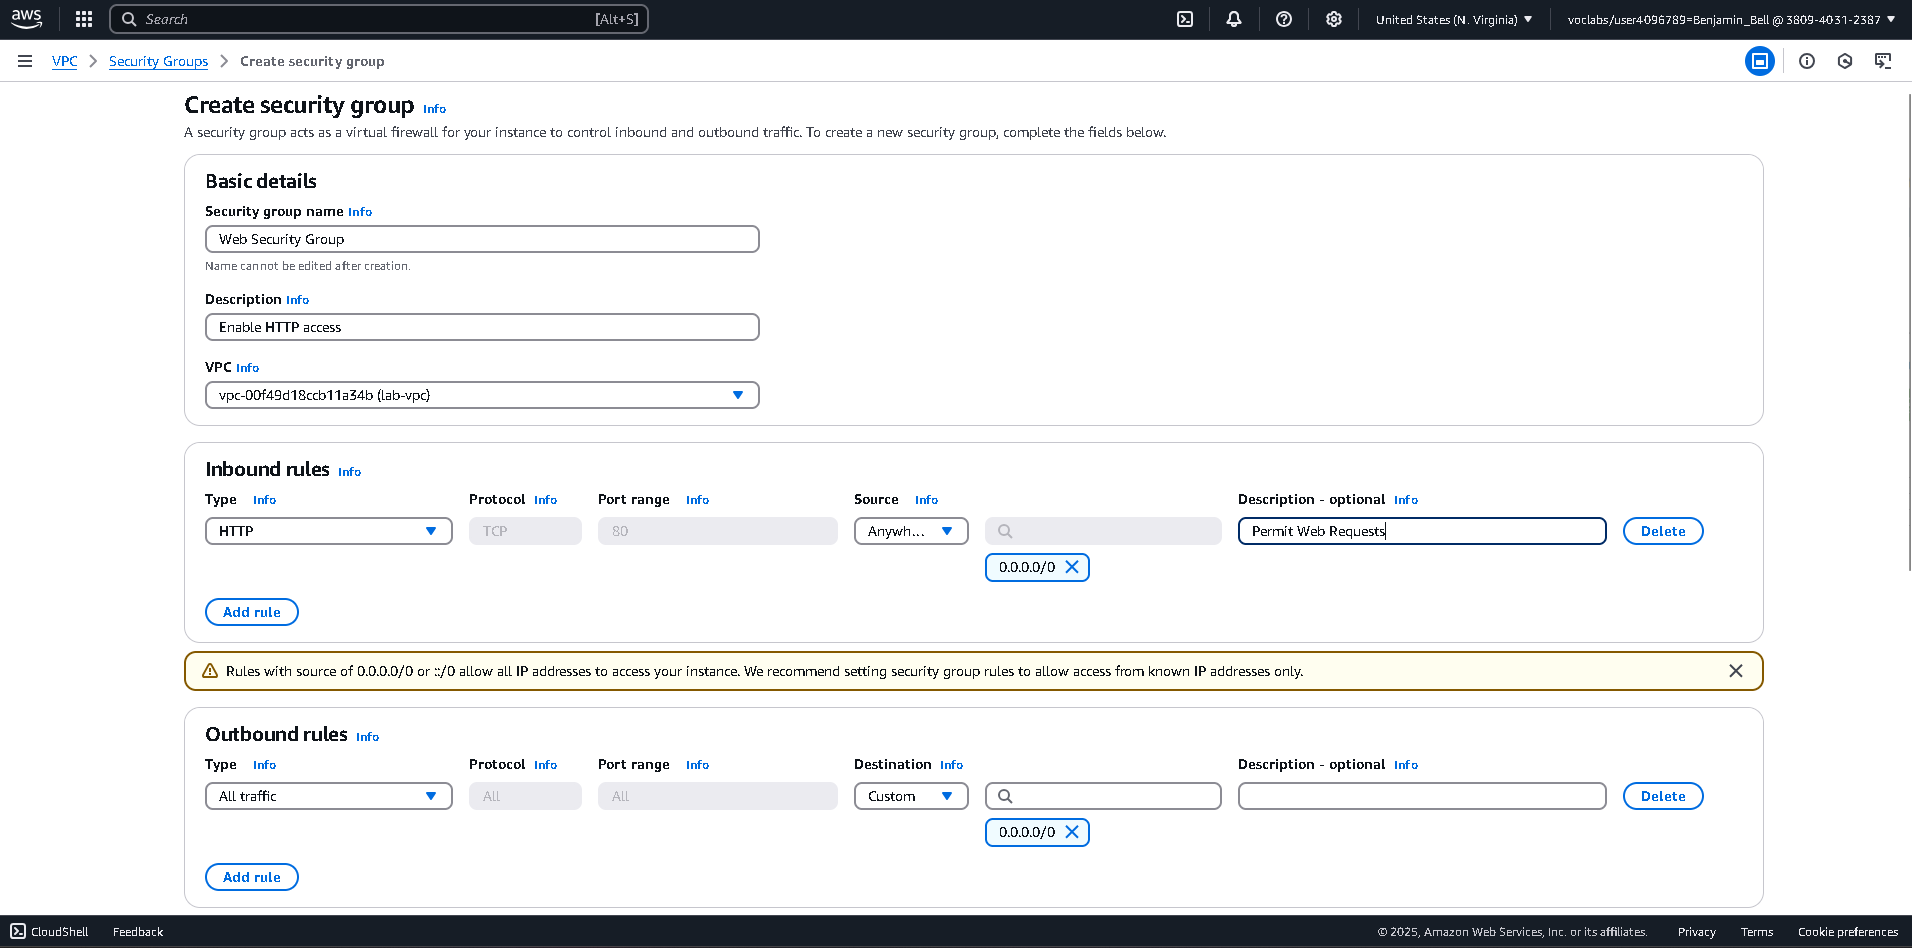 aws
Search [Alt+S] United States (N. Virginia) voclabs/user4096789=Benjamin_Bell @ 3809-4031-2387
VPC Security Groups Create security group
Create security group Info
A security group acts as a virtual firewall for your instance to control inbound and outbound traffic. To create a new security group, complete the fields below.
Basic details
Security group name Info
Web Security Group
Name cannot be edited after creation.
Description Info
Enable HTTP access
VPC Info
vpc-00f49d18ccb11a34b (lab-vpc)
Inbound rules Info
Type Info Protocol Info Port range Info Source Info Description - optional Info
HTTP TCP 80 Anywh... Permit Web Requests Delete
0.0.0.0/0
Add rule
Rules with source of 0.0.0.0/0 or ::/0 allow all IP addresses to access your instance. We recommend setting security group rules to allow access from known IP addresses only.
Outbound rules Info
Type Info Protocol Info Port range Info Destination Info Description - optional Info
All traffic All All Custom Delete
0.0.0.0/0
Add rule
CloudShell Feedback © 2025, Amazon Web Services, Inc. or its affiliates. Privacy Terms Cookie preferences